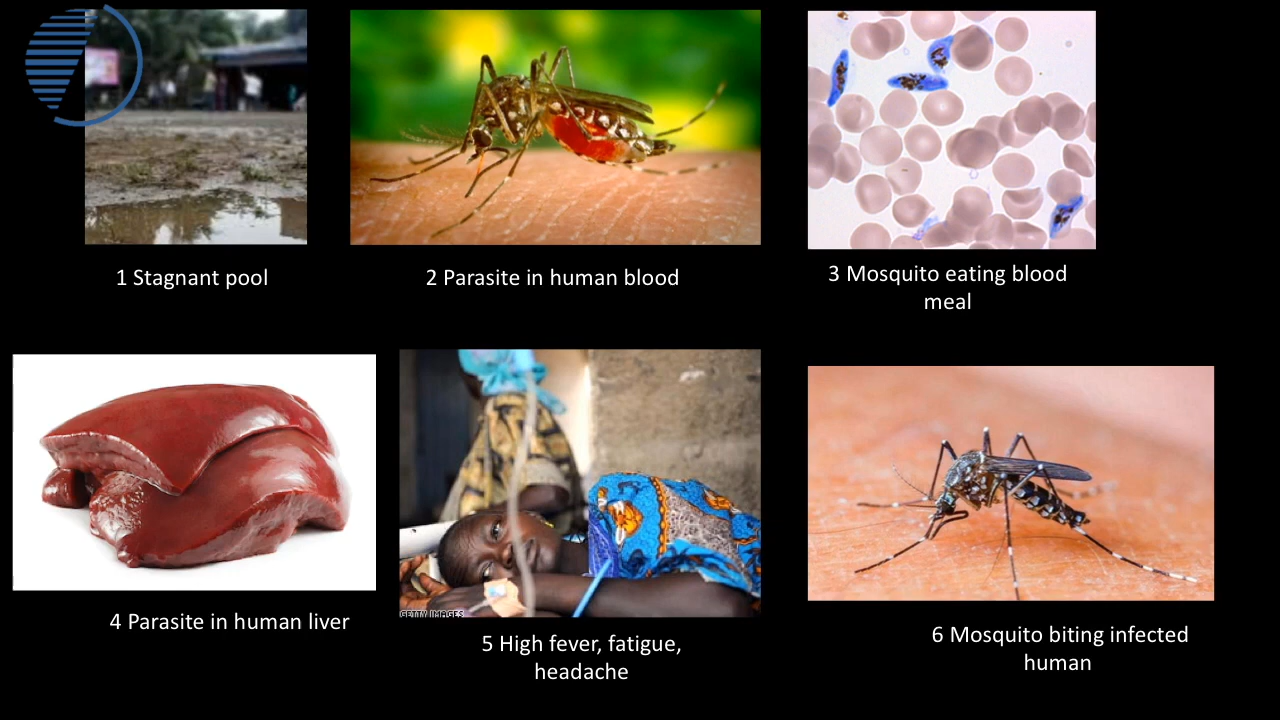 1 Stagnant pool
2 Parasite in human blood
3 Mosquito eating blood
meal
4 Parasite in human liver
GETTY IMAGES
5 High fever, fatigue,
headache
6 Mosquito biting infected
human